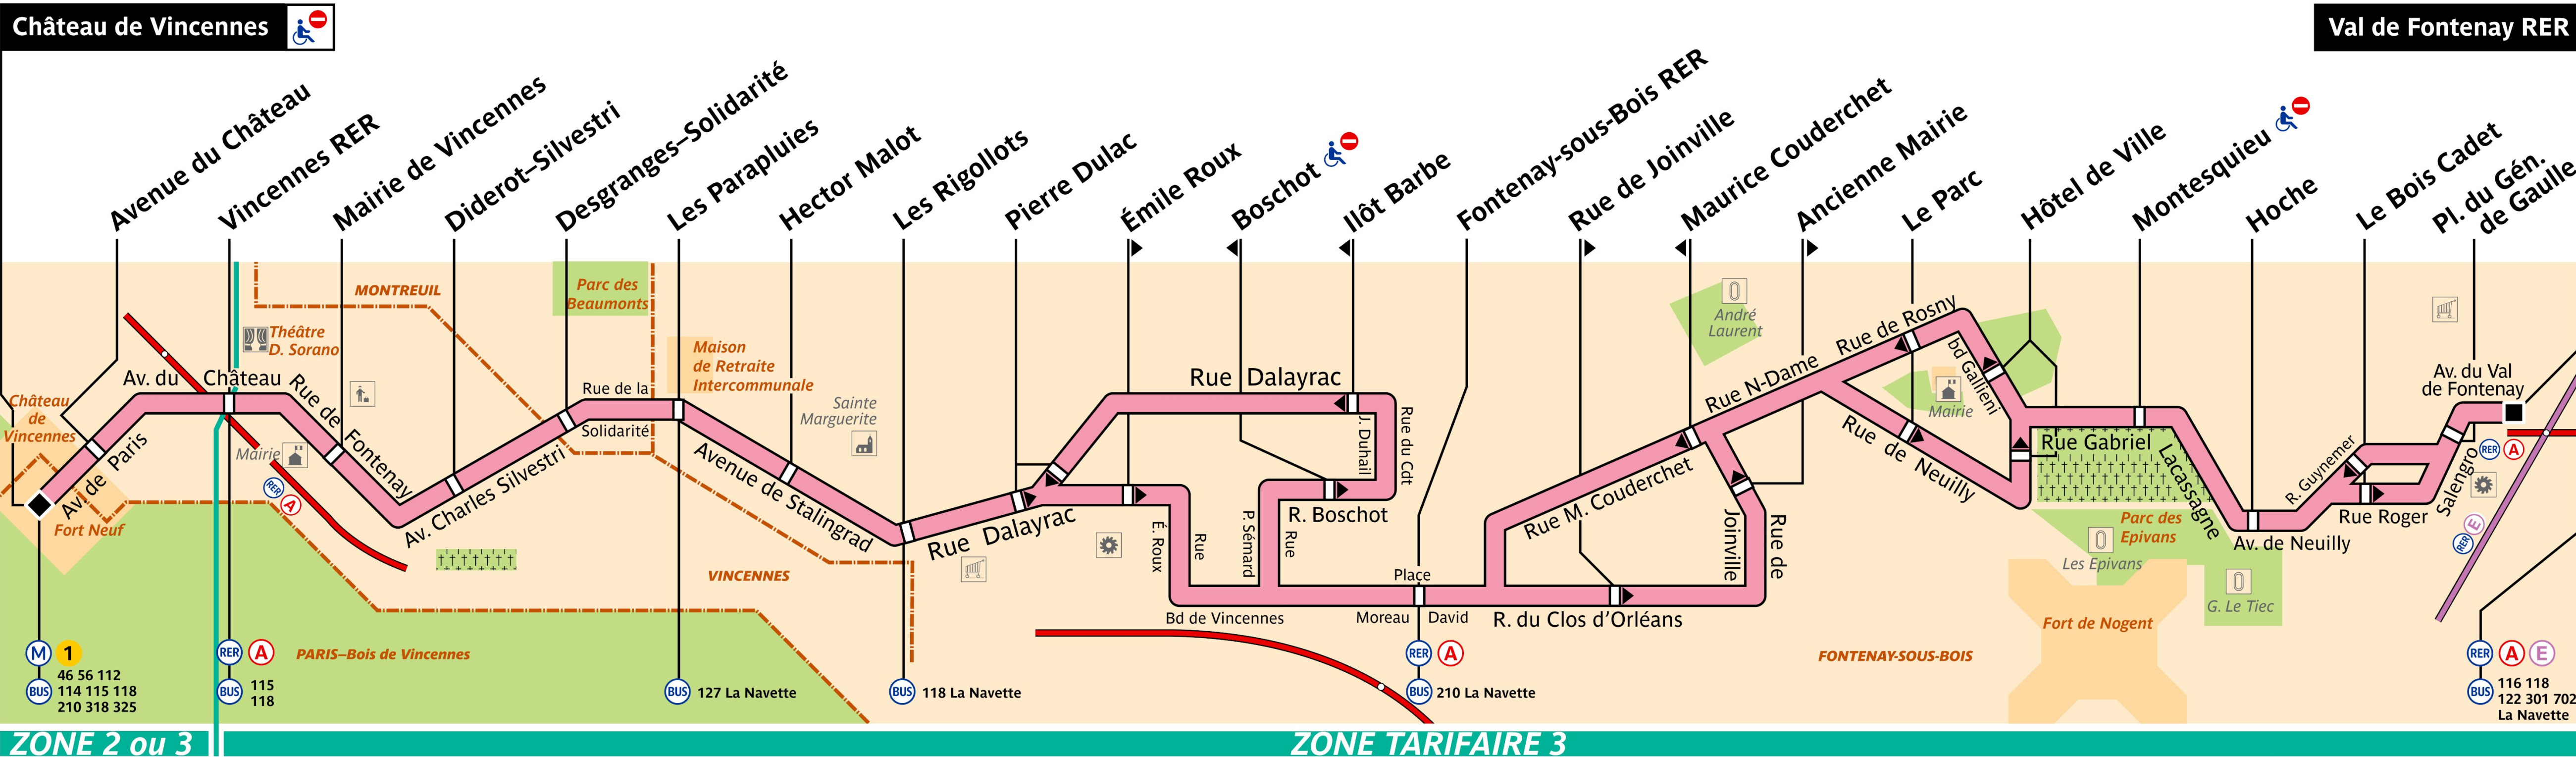 Château de Vincennes
Val de Fontenay RER
Avenue du Château
Vincennes RER
Mairie de Vincennes
Diderot–Silvestri
Desgranges–Solidarité
Les Parapluies
Hector Malot
Les Rigollots
Pierre Dulac
Émile Roux
Boschot
Ilôt Barbe
Fontenay-sous-Bois RER
Rue de Joinville
Maurice Couderchet
Ancienne Mairie
Le Parc
Hôtel de Ville
Montesquieu
Hoche
Le Bois Cadet
Pl. du Gén.
de Gaulle
MONTREUIL
Parc des
Beaumonts
Théâtre
D. Sorano
Maison
de Retraite
Intercommunale
Sainte
Marguerite
Château
de
Vincennes
Fort Neuf
Av. de Paris
Av. du Château
Mairie
RER A
Rue de Fontenay
Av. Charles Silvestri
Rue de la
Solidarité
Avenue de Stalingrad
VINCENNES
PARIS–Bois de Vincennes
Rue Dalayrac
É. Roux
Rue
Rue Dalayrac
J. Duhail
Rue du Cdt
R. Boschot
P. Sémard
Rue
Bd de Vincennes
Place
Moreau David
R. du Clos d'Orléans
Rue M. Couderchet
Joinville
Rue de
André
Laurent
Rue N-Dame
Rue de Rosny
bd Gallieni
Mairie
Rue de Neuilly
Rue Gabriel
Lacassagne
Parc des
Epivans
Les Epivans
G. Le Tiec
Fort de Nogent
FONTENAY-SOUS-BOIS
Av. de Neuilly
R. Guynemer
Rue Roger
Salengro
Av. du Val
de Fontenay
RER A
RER E
M 1
BUS
46 56 112
114 115 118
210 318 325
RER A
BUS
115
118
BUS 127 La Navette
BUS 118 La Navette
RER A
BUS 210 La Navette
RER A E
BUS
116 118
122 301 702
La Navette
ZONE 2 ou 3
ZONE TARIFAIRE 3